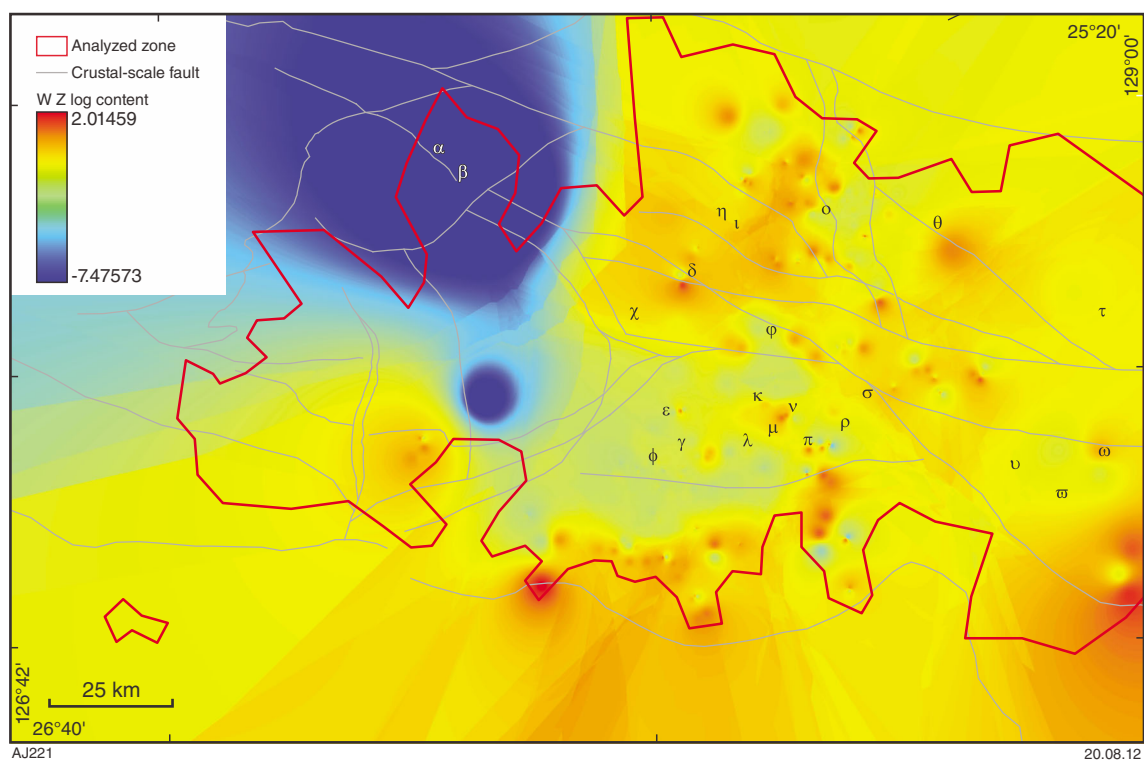 Analyzed zone
Crustal-scale fault
W Z log content
2.01459
-7.47573
25°20'
129°00'
α
β
η
ι
ο
θ
δ
χ
φ
τ
κ
σ
ε
ν
ρ
μ
γ
λ
π
ϕ
υ
ω
ϖ
126°42'
25 km
26°40'
AJ221
20.08.12